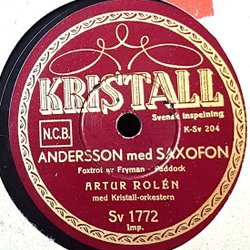 KRISTALL
Svensk inspelning
K-Sv 204
N.C.B.
ANDERSSON med SAXOFON
Foxtrot av Fryman - Paddock
ARTUR ROLÉN
med Kristall-orkestern
Sv 1772
Imp.